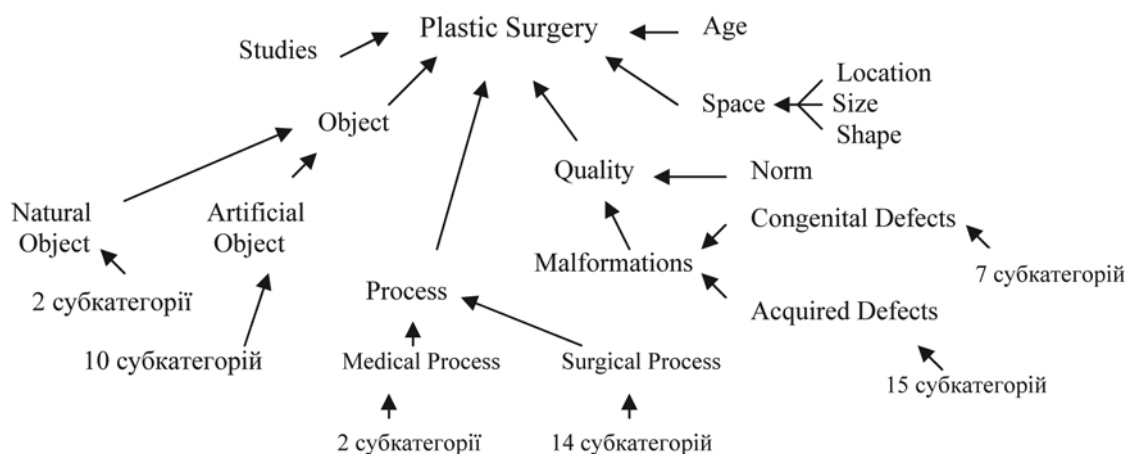 Plastic Surgery
Age
Studies
Location
Space
Size
Object
Shape
Quality
Norm
Natural
Object
Artificial
Object
Congenital Defects
Malformations
7 субкатегорій
2 субкатегорії
Process
Acquired Defects
10 субкатегорій
Medical Process
Surgical Process
15 субкатегорій
2 субкатегорії
14 субкатегорій